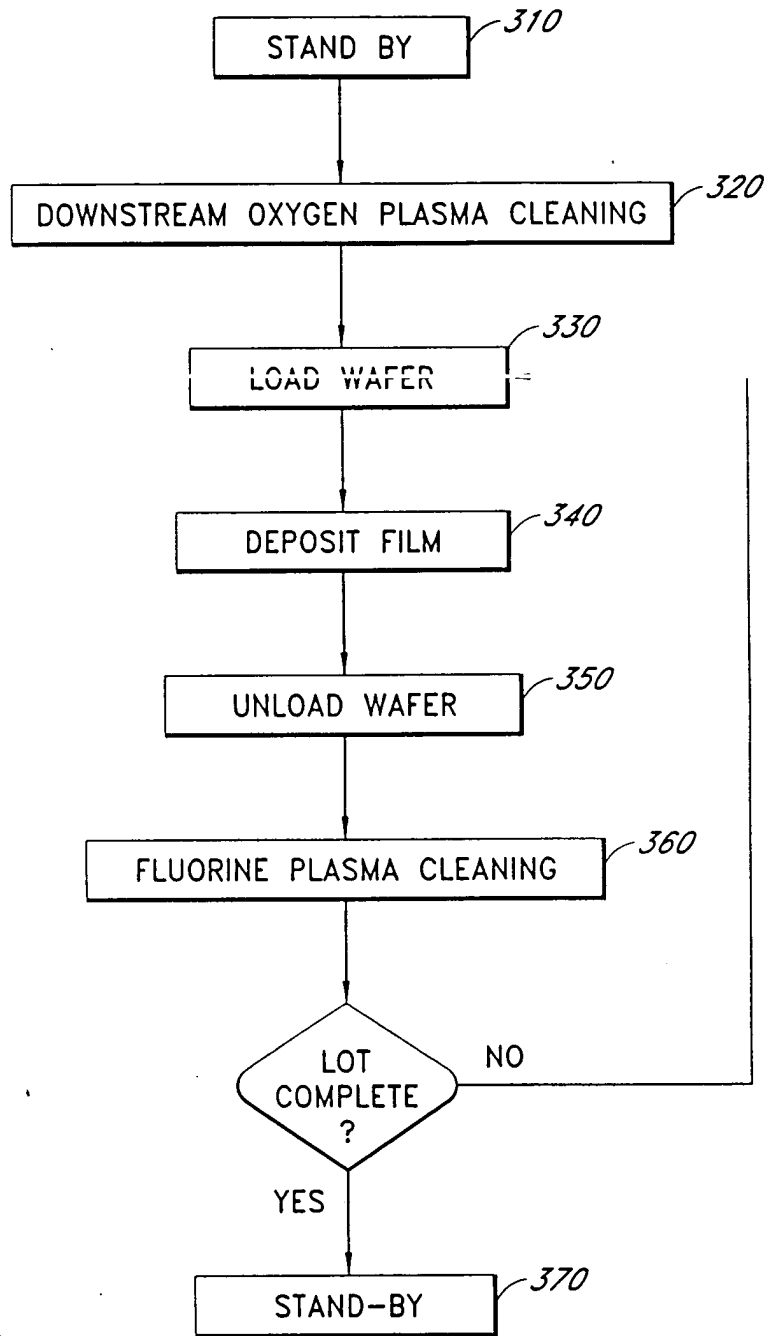 310
STAND BY
320
DOWNSTREAM OXYGEN PLASMA CLEANING
330
LOAD WAFER
340
DEPOSIT FILM
350
UNLOAD WAFER
360
FLUORINE PLASMA CLEANING
LOT
COMPLETE
?
NO
YES
370
STAND-BY